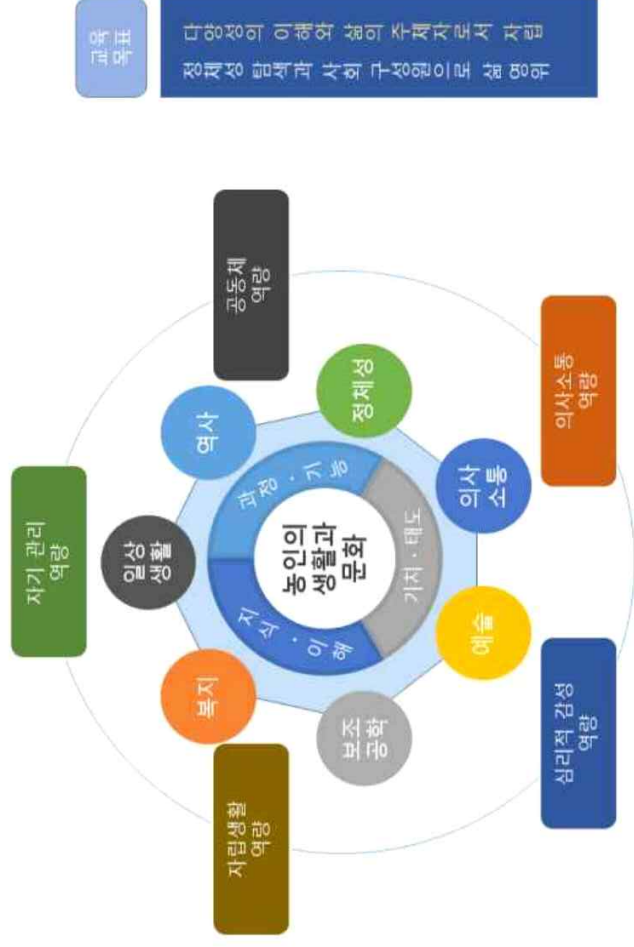 자기 관리
역량
교육
목표
다양성의 이해와 삶의 주체자로서 자립
정체성 탐색과 사회 구성원으로 삶 영위
일상
생활
복지
역사
자립생활
역량
공동체
역량
지식 · 이해
과정 · 기능
농인의
생활과
문화
가치 · 태도
보조
공학
정체성
예술
의사
소통
심리적 감성
역량
의사소통
역량